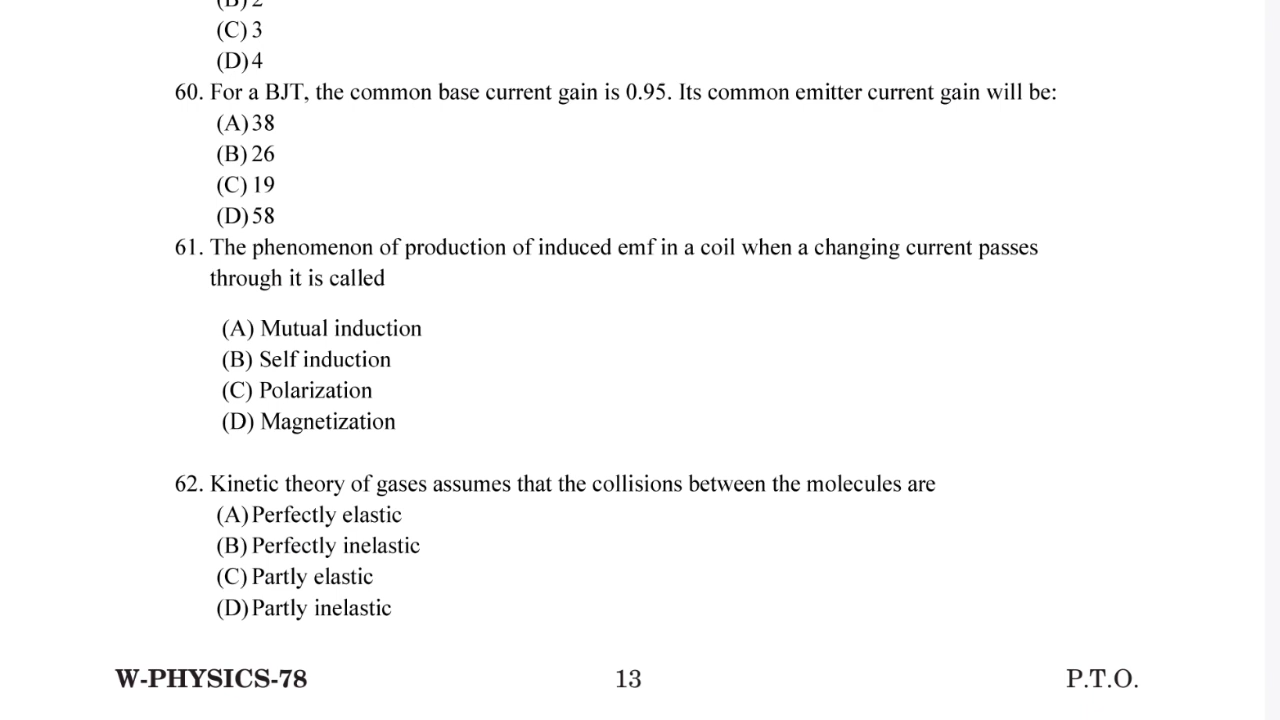 (B) 2
(C) 3
(D) 4
60. For a BJT, the common base current gain is 0.95. Its common emitter current gain will be:
(A) 38
(B) 26
(C) 19
(D) 58
61. The phenomenon of production of induced emf in a coil when a changing current passes
through it is called
(A) Mutual induction
(B) Self induction
(C) Polarization
(D) Magnetization
62. Kinetic theory of gases assumes that the collisions between the molecules are
(A) Perfectly elastic
(B) Perfectly inelastic
(C) Partly elastic
(D) Partly inelastic
W-PHYSICS-78 13 P.T.O.